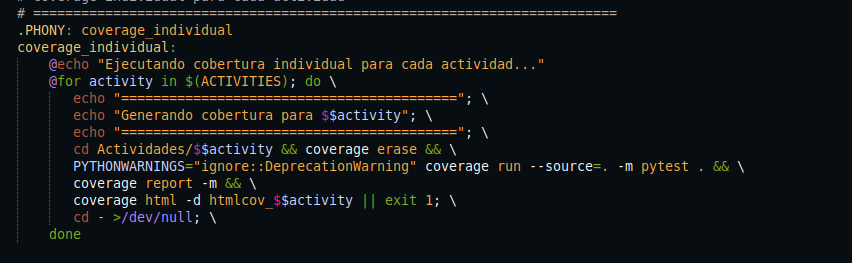 # ==========================================================================
.PHONY: coverage_individual
coverage_individual:
@echo "Ejecutando cobertura individual para cada actividad..."
@for activity in $(ACTIVITIES); do \
echo "=========================================="; \
echo "Generando cobertura para $$activity"; \
echo "=========================================="; \
cd Actividades/$$activity && coverage erase && \
PYTHONWARNINGS="ignore::DeprecationWarning" coverage run --source=. -m pytest . && \
coverage report -m && \
coverage html -d htmlcov_$$activity || exit 1; \
cd - >/dev/null; \
done